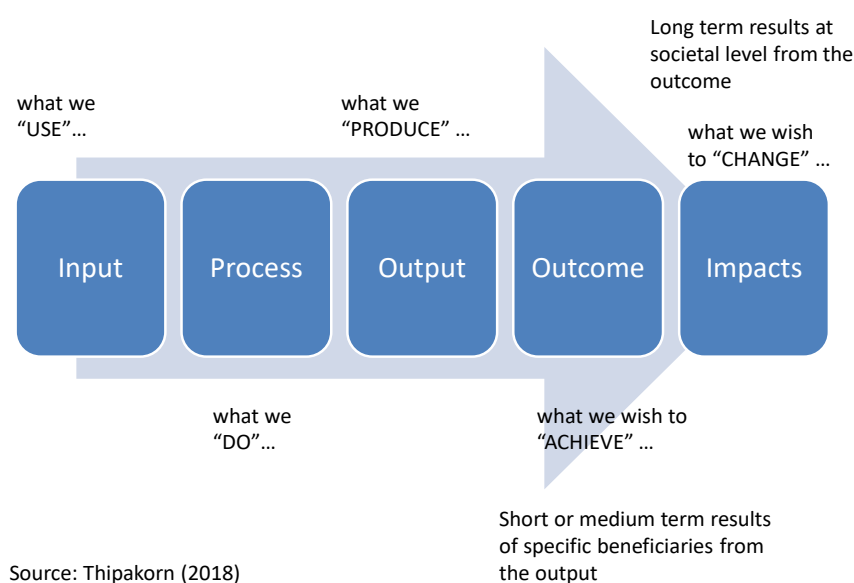 Long term results at
societal level from the
outcome
what we
“USE”…
what we
“PRODUCE” …
what we wish
to “CHANGE” …
Input
Process
Output
Outcome
Impacts
what we
“DO”…
what we wish to
“ACHIEVE” …
Short or medium term results
of specific beneficiaries from
the output
Source: Thipakorn (2018)